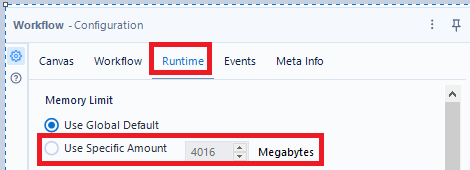 Workflow - Configuration
Canvas Workflow Runtime Events Meta Info
Memory Limit
Use Global Default
Use Specific Amount 4016 Megabytes